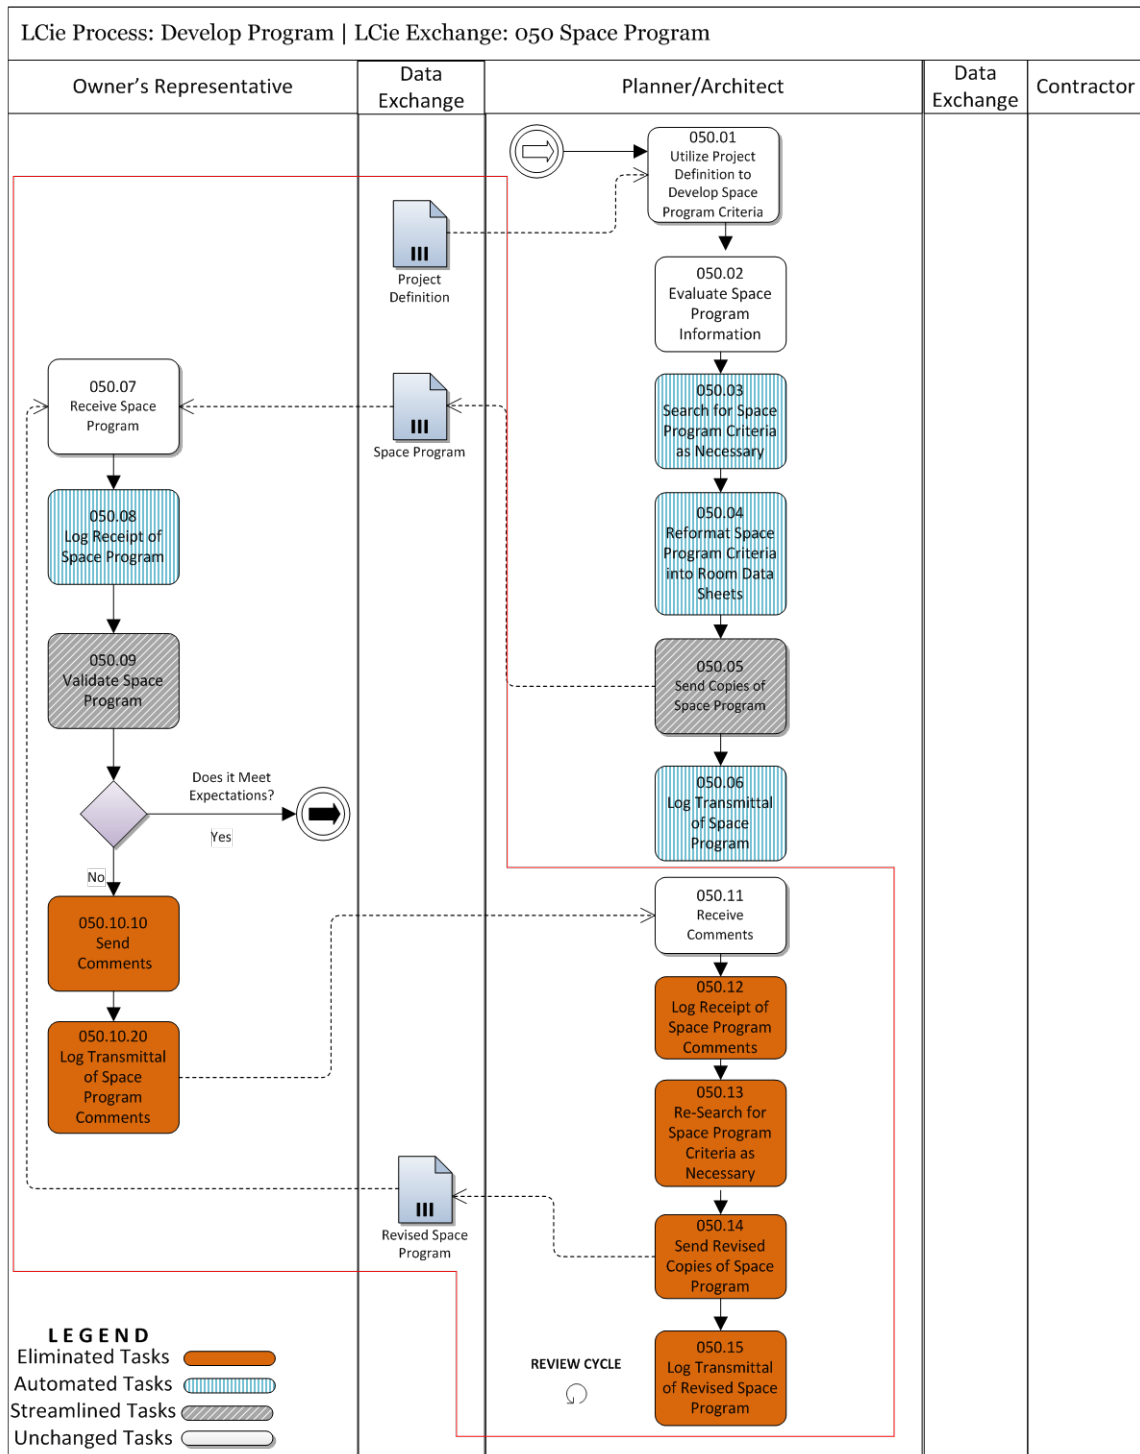 LCie Process: Develop Program | LCie Exchange: 050 Space Program
Owner's Representative
Data
Exchange
Planner/Architect
Data
Exchange
Contractor
050.01
Utilize Project
Definition to
Develop Space
Program Criteria
Project
Definition
050.02
Evaluate Space
Program
Information
050.03
Search for Space
Program Criteria
as Necessary
050.07
Receive Space
Program
Space Program
050.04
Reformat Space
Program Criteria
into Room Data
Sheets
050.08
Log Receipt of
Space Program
050.05
Send Copies of
Space Program
050.09
Validate Space
Program
050.06
Log Transmittal
of Space
Program
Does it Meet
Expectations?
Yes
No
050.10.10
Send
Comments
050.11
Receive
Comments
050.10.20
Log Transmittal
of Space
Program
Comments
050.12
Log Receipt of
Space Program
Comments
050.13
Re-Search for
Space Program
Criteria as
Necessary
Revised Space
Program
050.14
Send Revised
Copies of Space
Program
050.15
Log Transmittal
of Revised Space
Program
REVIEW CYCLE
LEGEND
Eliminated Tasks
Automated Tasks
Streamlined Tasks
Unchanged Tasks